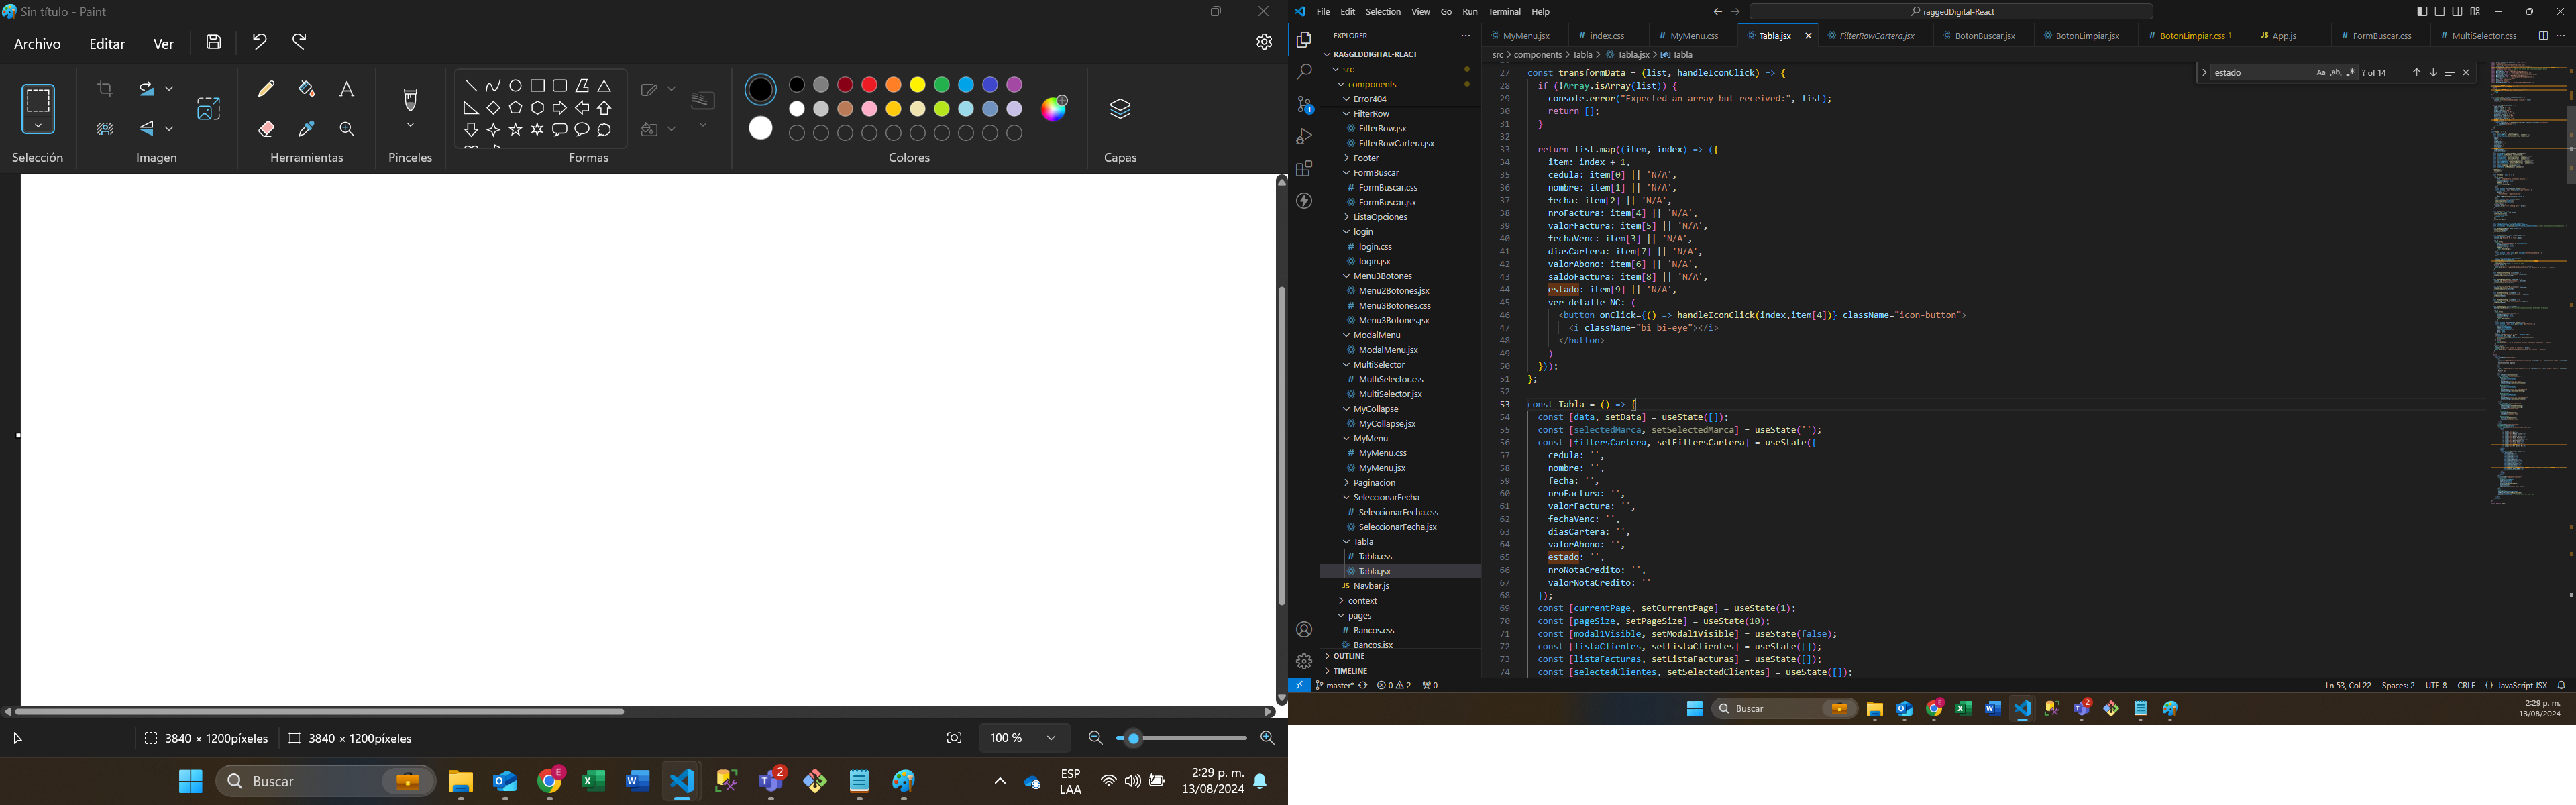 Sin título - Paint
Archivo Editar Ver
Selección Imagen Herramientas Pinceles Formas Colores Capas
3840 × 1200píxeles 3840 × 1200píxeles 100 %
Buscar
ESP
LAA
2:29 p. m.
13/08/2024
File Edit Selection View Go Run Terminal Help
raggedDigital-React
EXPLORER
RAGGEDDIGITAL-REACT
src
components
Error404
FilterRow
FilterRow.jsx
FilterRowCartera.jsx
Footer
FormBuscar
FormBuscar.css
FormBuscar.jsx
ListaOpciones
login
login.css
login.jsx
Menu3Botones
Menu2Botones.jsx
Menu3Botones.css
Menu3Botones.jsx
ModalMenu
ModalMenu.jsx
MultiSelector
MultiSelector.css
MultiSelector.jsx
MyCollapse
MyCollapse.jsx
MyMenu
MyMenu.css
MyMenu.jsx
Paginacion
SeleccionarFecha
SeleccionarFecha.css
SeleccionarFecha.jsx
Tabla
Tabla.css
Tabla.jsx
JS Navbar.js
context
pages
Bancos.css
Bancos.jsx
OUTLINE
TIMELINE
MyMenu.jsx # index.css # MyMenu.css Tabla.jsx FilterRowCartera.jsx BotonBuscar.jsx BotonLimpiar.jsx # BotonLimpiar.css 1 JS App.js # FormBuscar.css # MultiSelector.css
src > components > Tabla > Tabla.jsx > Tabla
estado Aa ab ? of 14
27 const transformData = (list, handleIconClick) => {
28 if (!Array.isArray(list)) {
29 console.error("Expected an array but received:", list);
30 return [];
31 }
32
33 return list.map((item, index) => ({
34 item: index + 1,
35 cedula: item[0] || 'N/A',
36 nombre: item[1] || 'N/A',
37 fecha: item[2] || 'N/A',
38 nroFactura: item[4] || 'N/A',
39 valorFactura: item[5] || 'N/A',
40 fechaVenc: item[3] || 'N/A',
41 diasCartera: item[7] || 'N/A',
42 valorAbono: item[6] || 'N/A',
43 saldoFactura: item[8] || 'N/A',
44 estado: item[9] || 'N/A',
45 ver_detalle_NC: (
46 <button onClick={() => handleIconClick(index,item[4])} className="icon-button">
47 <i className="bi bi-eye"></i>
48 </button>
49 )
50 }));
51 };
52
53 const Tabla = () => {
54 const [data, setData] = useState([]);
55 const [selectedMarca, setSelectedMarca] = useState('');
56 const [filtersCartera, setFiltersCartera] = useState({
57 cedula: '',
58 nombre: '',
59 fecha: '',
60 nroFactura: '',
61 valorFactura: '',
62 fechaVenc: '',
63 diasCartera: '',
64 valorAbono: '',
65 estado: '',
66 nroNotaCredito: '',
67 valorNotaCredito: ''
68 });
69 const [currentPage, setCurrentPage] = useState(1);
70 const [pageSize, setPageSize] = useState(10);
71 const [modal1Visible, setModal1Visible] = useState(false);
72 const [listaClientes, setListaClientes] = useState([]);
73 const [listaFacturas, setListaFacturas] = useState([]);
74 const [selectedClientes, setSelectedClientes] = useState([]);
master* 0 2 0
Ln 53, Col 22 Spaces: 2 UTF-8 CRLF {} JavaScript JSX
Buscar
2:29 p. m.
13/08/2024